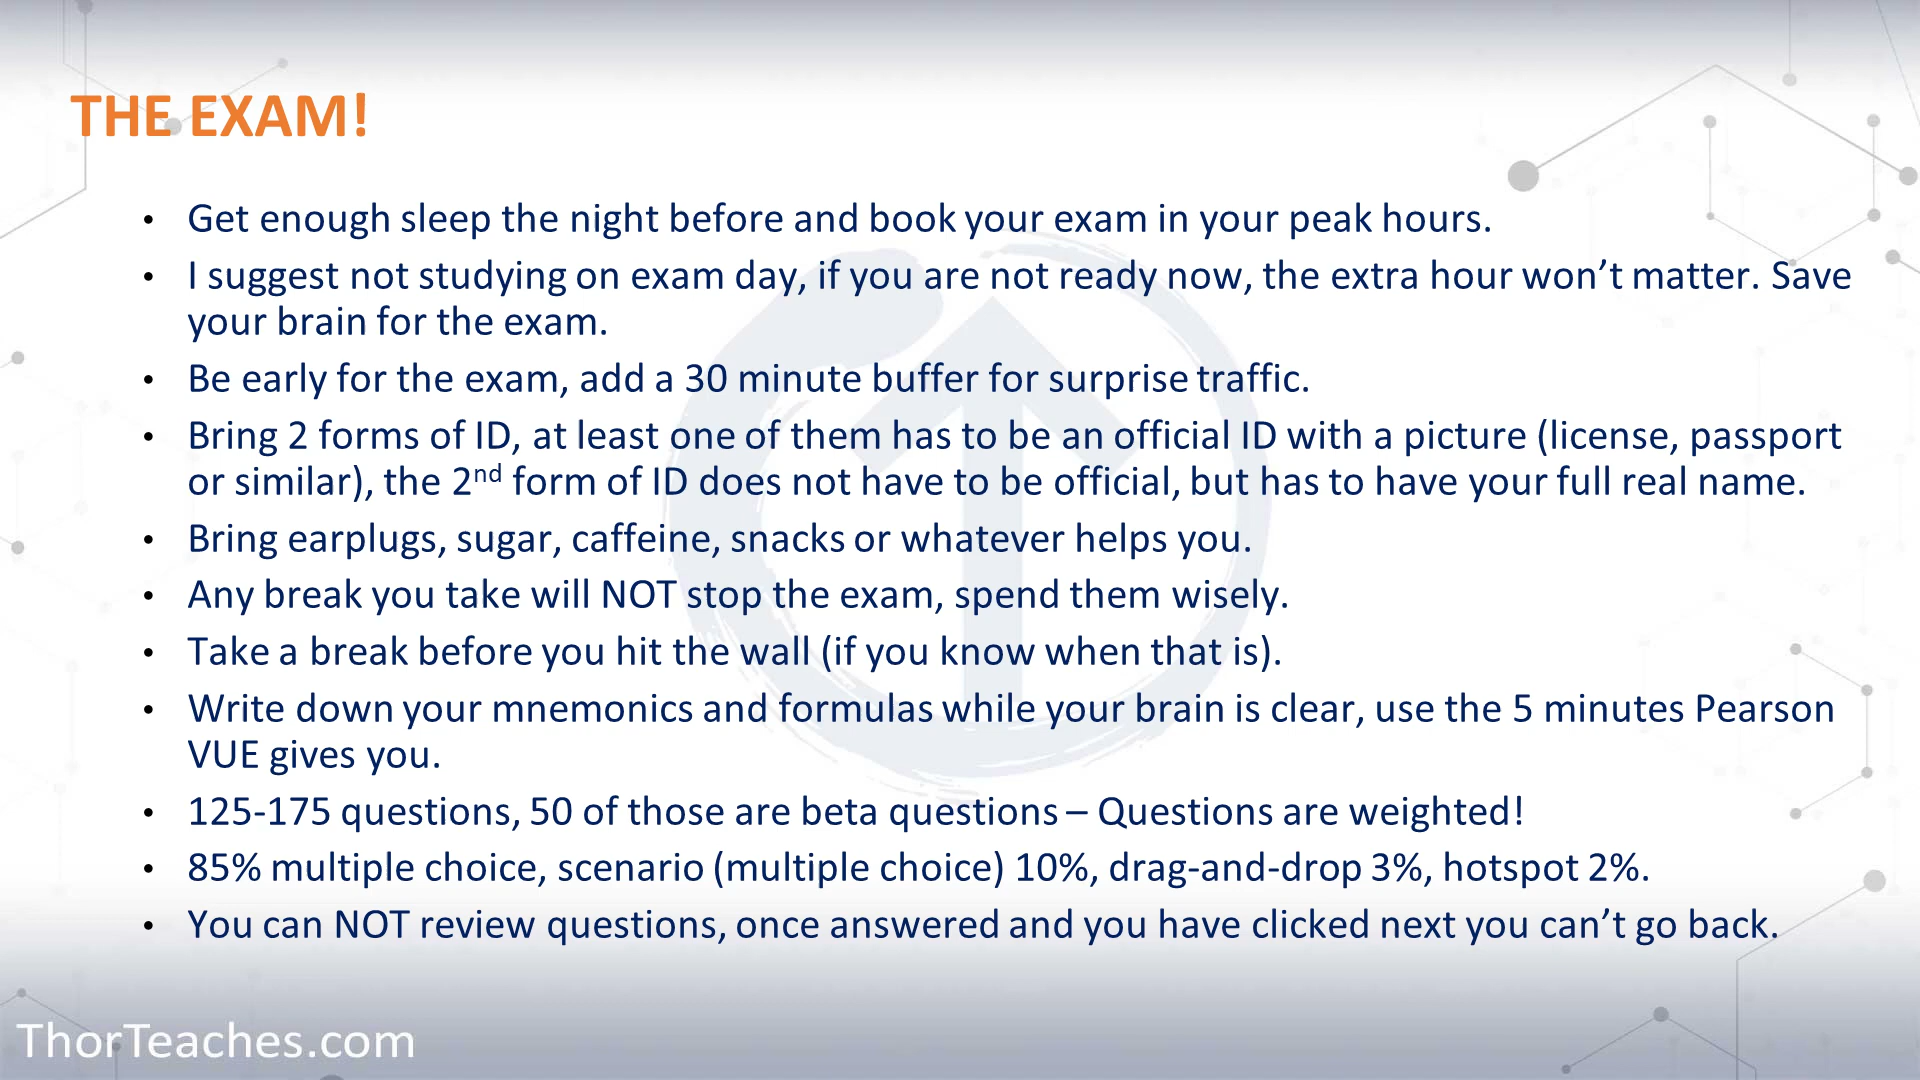 THE EXAM!
• Get enough sleep the night before and book your exam in your peak hours.
• I suggest not studying on exam day, if you are not ready now, the extra hour won’t matter. Save
your brain for the exam.
• Be early for the exam, add a 30 minute buffer for surprise traffic.
• Bring 2 forms of ID, at least one of them has to be an official ID with a picture (license, passport
or similar), the 2nd form of ID does not have to be official, but has to have your full real name.
• Bring earplugs, sugar, caffeine, snacks or whatever helps you.
• Any break you take will NOT stop the exam, spend them wisely.
• Take a break before you hit the wall (if you know when that is).
• Write down your mnemonics and formulas while your brain is clear, use the 5 minutes Pearson
VUE gives you.
• 125-175 questions, 50 of those are beta questions – Questions are weighted!
• 85% multiple choice, scenario (multiple choice) 10%, drag-and-drop 3%, hotspot 2%.
• You can NOT review questions, once answered and you have clicked next you can’t go back.
ThorTeaches.com